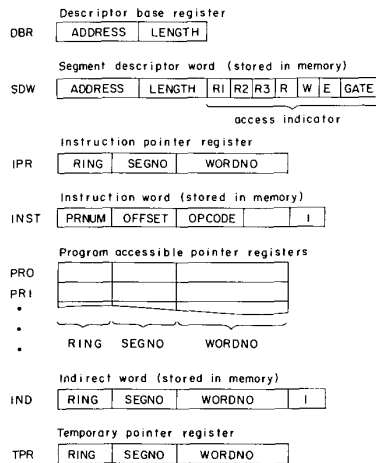 Descriptor base register
DBR ADDRESS LENGTH
Segment descriptor word (stored in memory)
SDW ADDRESS LENGTH R1 R2 R3 R W E GATE
access indicator
Instruction pointer register
IPR RING SEGNO WORDNO
Instruction word (stored in memory)
INST PRNUM OFFSET OPCODE I
Program accessible pointer registers
PR0
PR1
RING SEGNO WORDNO
Indirect word (stored in memory)
IND RING SEGNO WORDNO I
Temporary pointer register
TPR RING SEGNO WORDNO